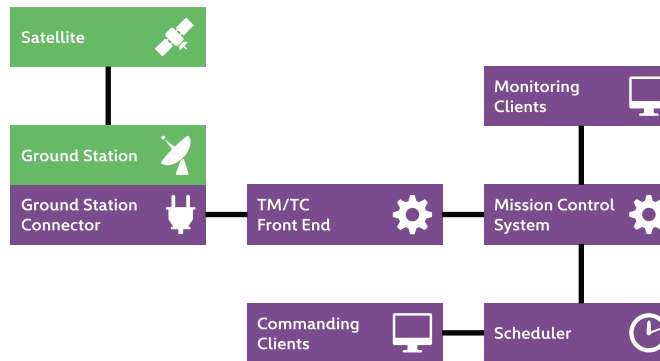 Satellite
Monitoring
Clients
Ground Station
Ground Station
Connector
TM/TC
Front End
Mission Control
System
Commanding
Clients
Scheduler